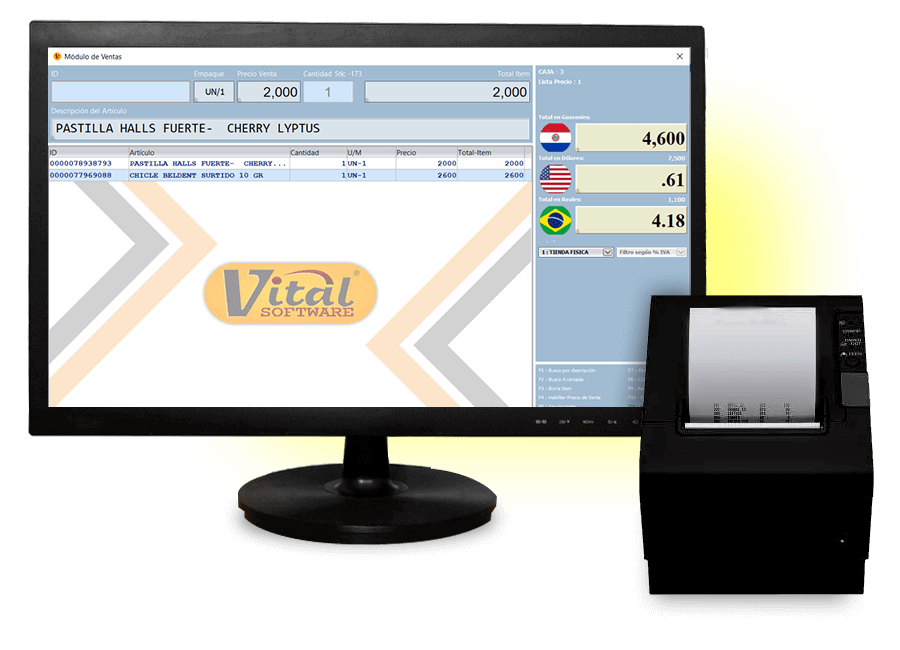 Módulo de Ventas
ID Empaque Precio Venta Cantidad Stk: -173 Total Item
UN/1 2,000 1 2,000
Descripción del Artículo
PASTILLA HALLS FUERTE- CHERRY LYPTUS
ID Artículo Cantidad U/M Precio Total-Item
0000078938793 PASTILLA HALLS FUERTE- CHERRY... 1 UN-1 2000 2000
0000077969088 CHICLE BELDENT SURTIDO 10 GR 1 UN-1 2600 2600
Vital®
SOFTWARE
CAJA - 3
Lista Precio : 1
Total en Guaraníes:
4,600
Total en Dólares: 7,500
.61
Total en Reales: 1,100
4.18
1 : TIENDA FISICA Filtro según % IVA
F1 : Busca por descripción
F2 : Busca Avanzada
F3 : Borra Item
F4 : Habilitar Precio de Venta